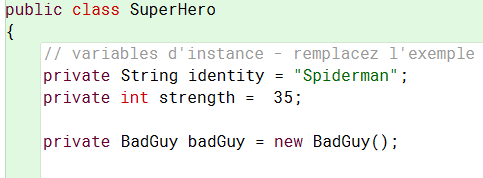 public class SuperHero
{
// variables d'instance - remplacez l'exemple
private String identity = "Spiderman";
private int strength =  35;
private BadGuy badGuy = new BadGuy();